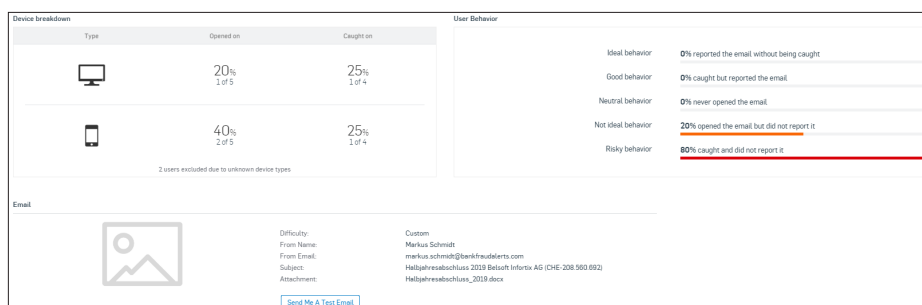 Device breakdown
Type Opened on Caught on
20% 25%
1 of 5 1 of 4
40% 25%
2 of 5 1 of 4
2 users excluded due to unknown device types
User Behavior
Ideal behavior 0% reported the email without being caught
Good behavior 0% caught but reported the email
Neutral behavior 0% never opened the email
Not ideal behavior 20% opened the email but did not report it
Risky behavior 80% caught and did not report it
Email
Difficulty: Custom
From Name: Markus Schmidt
From Email: markus.schmidt@bankfraudalerts.com
Subject: Halbjahresabschluss 2019 Belsoft Infortix AG (CHE-208.560.692)
Attachment: Halbjahresabschluss_2019.docx
Send Me A Test Email